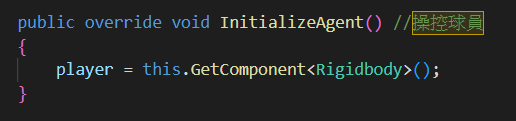 public override void InitializeAgent() //操控球員
{
player = this.GetComponent<Rigidbody>();
}